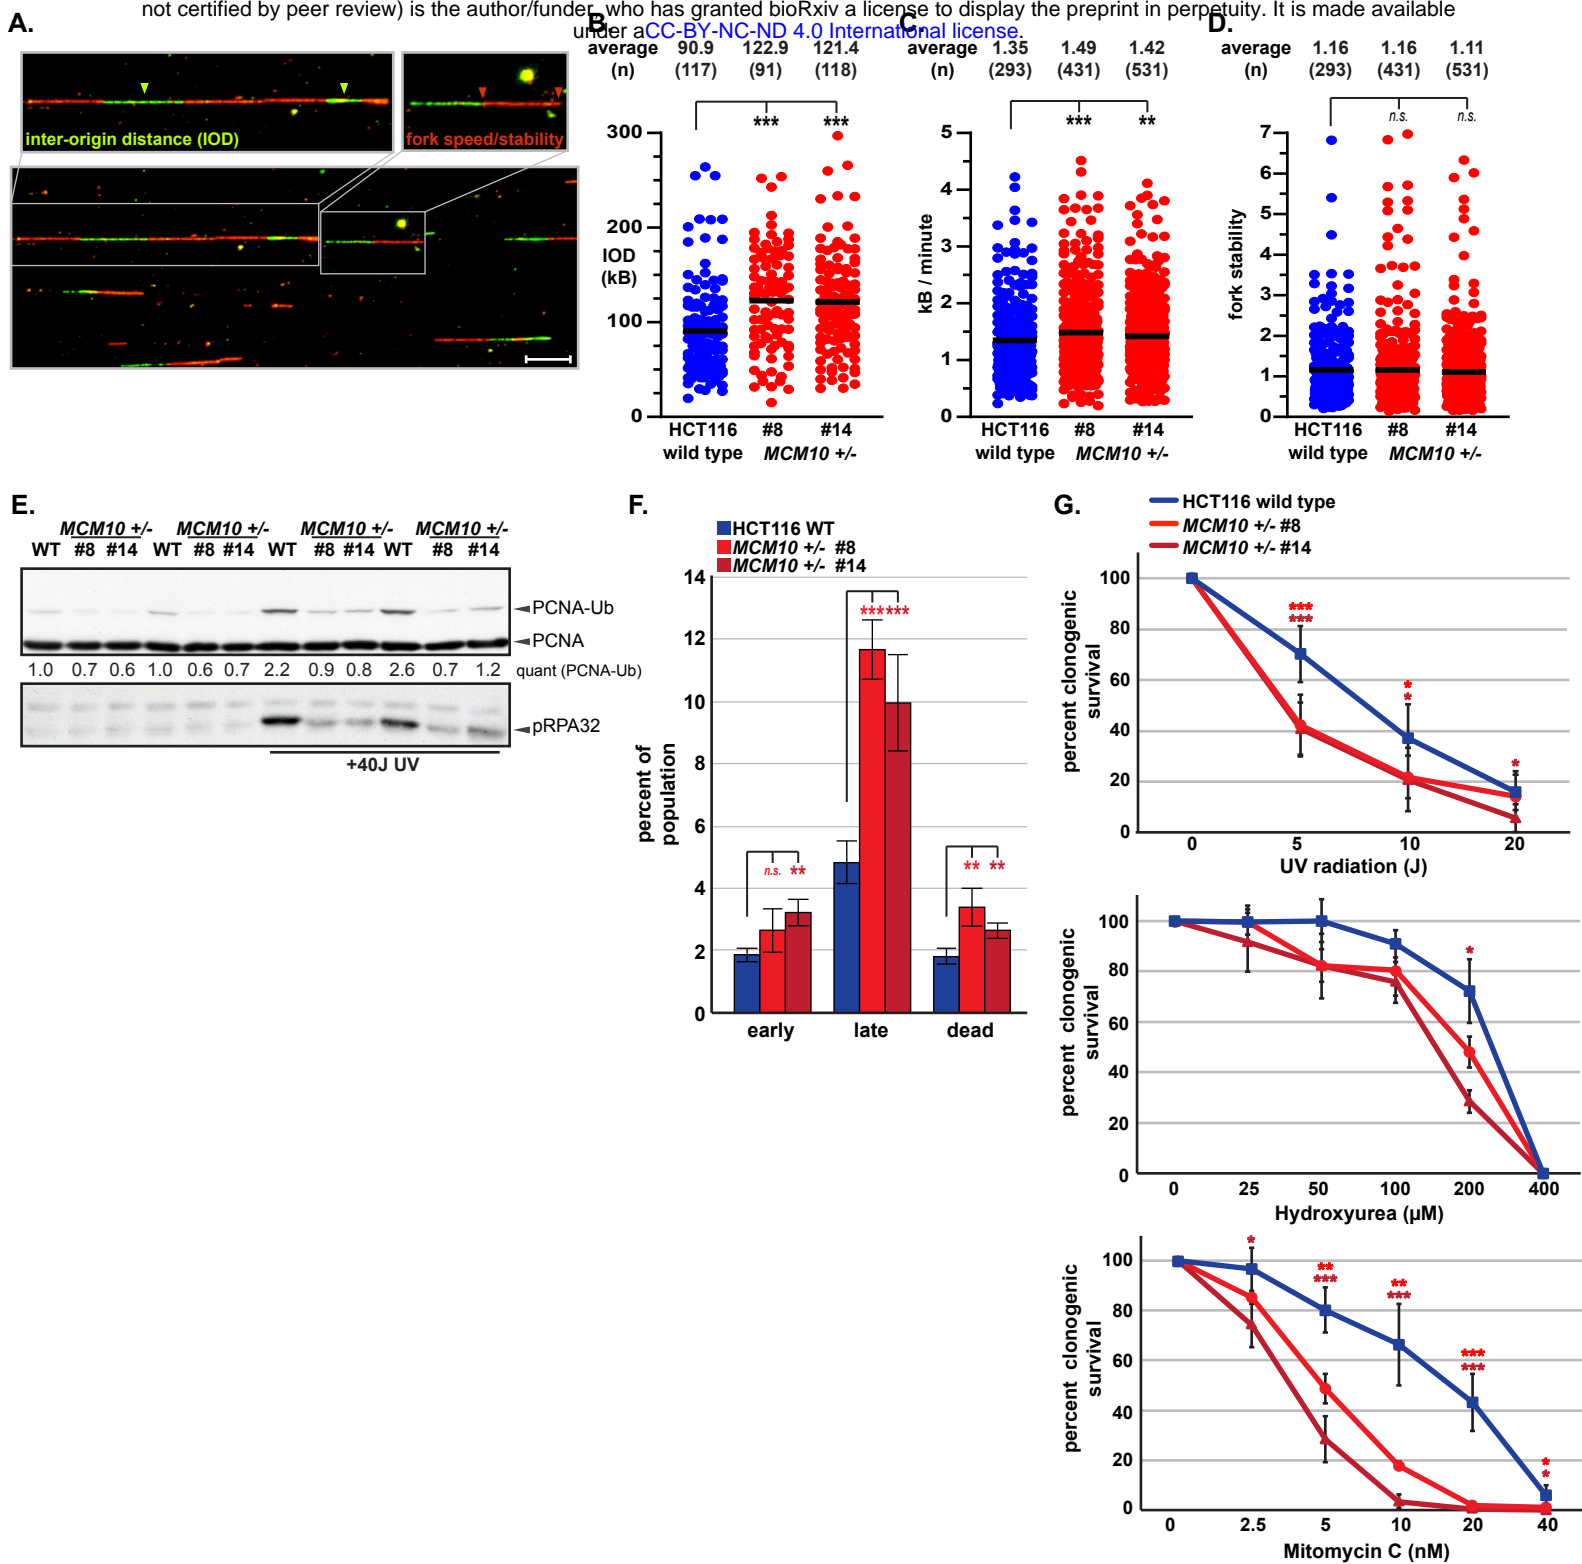 not certified by peer review) is the author/funder, who has granted bioRxiv a license to display the preprint in perpetuity. It is made available
under aCC-BY-NC-ND 4.0 International license.
A.
inter-origin distance (IOD)
fork speed/stability
B.
average 90.9 122.9 121.4
(n) (117) (91) (118)
*** ***
300
200
IOD
(kB)
100
0
HCT116 #8 #14
wild type MCM10 +/-
C.
average 1.35 1.49 1.42
(n) (293) (431) (531)
*** **
5
4
3
2
1
0
kB / minute
HCT116 #8 #14
wild type MCM10 +/-
D.
average 1.16 1.16 1.11
(n) (293) (431) (531)
n.s. n.s.
7
6
5
4
3
2
1
0
fork stability
HCT116 #8 #14
wild type MCM10 +/-
E.
MCM10 +/- MCM10 +/- MCM10 +/- MCM10 +/-
WT #8 #14 WT #8 #14 WT #8 #14 WT #8 #14
PCNA-Ub
PCNA
1.0 0.7 0.6 1.0 0.6 0.7 2.2 0.9 0.8 2.6 0.7 1.2 quant (PCNA-Ub)
pRPA32
+40J UV
F.
HCT116 WT
MCM10 +/- #8
MCM10 +/- #14
14
12
10
8
6
4
2
0
percent of
population
n.s. **
*** ***
** **
early late dead
G.
HCT116 wild type
MCM10 +/- #8
MCM10 +/- #14
percent clonogenic
survival
100
80
60
40
20
0
***
***
*
*
*
0 5 10 20
UV radiation (J)
percent clonogenic
survival
100
80
60
40
20
0
*
0 25 50 100 200 400
Hydroxyurea (µM)
percent clonogenic
survival
100
80
60
40
20
0
*
**
***
**
***
***
***
*
*
0 2.5 5 10 20 40
Mitomycin C (nM)